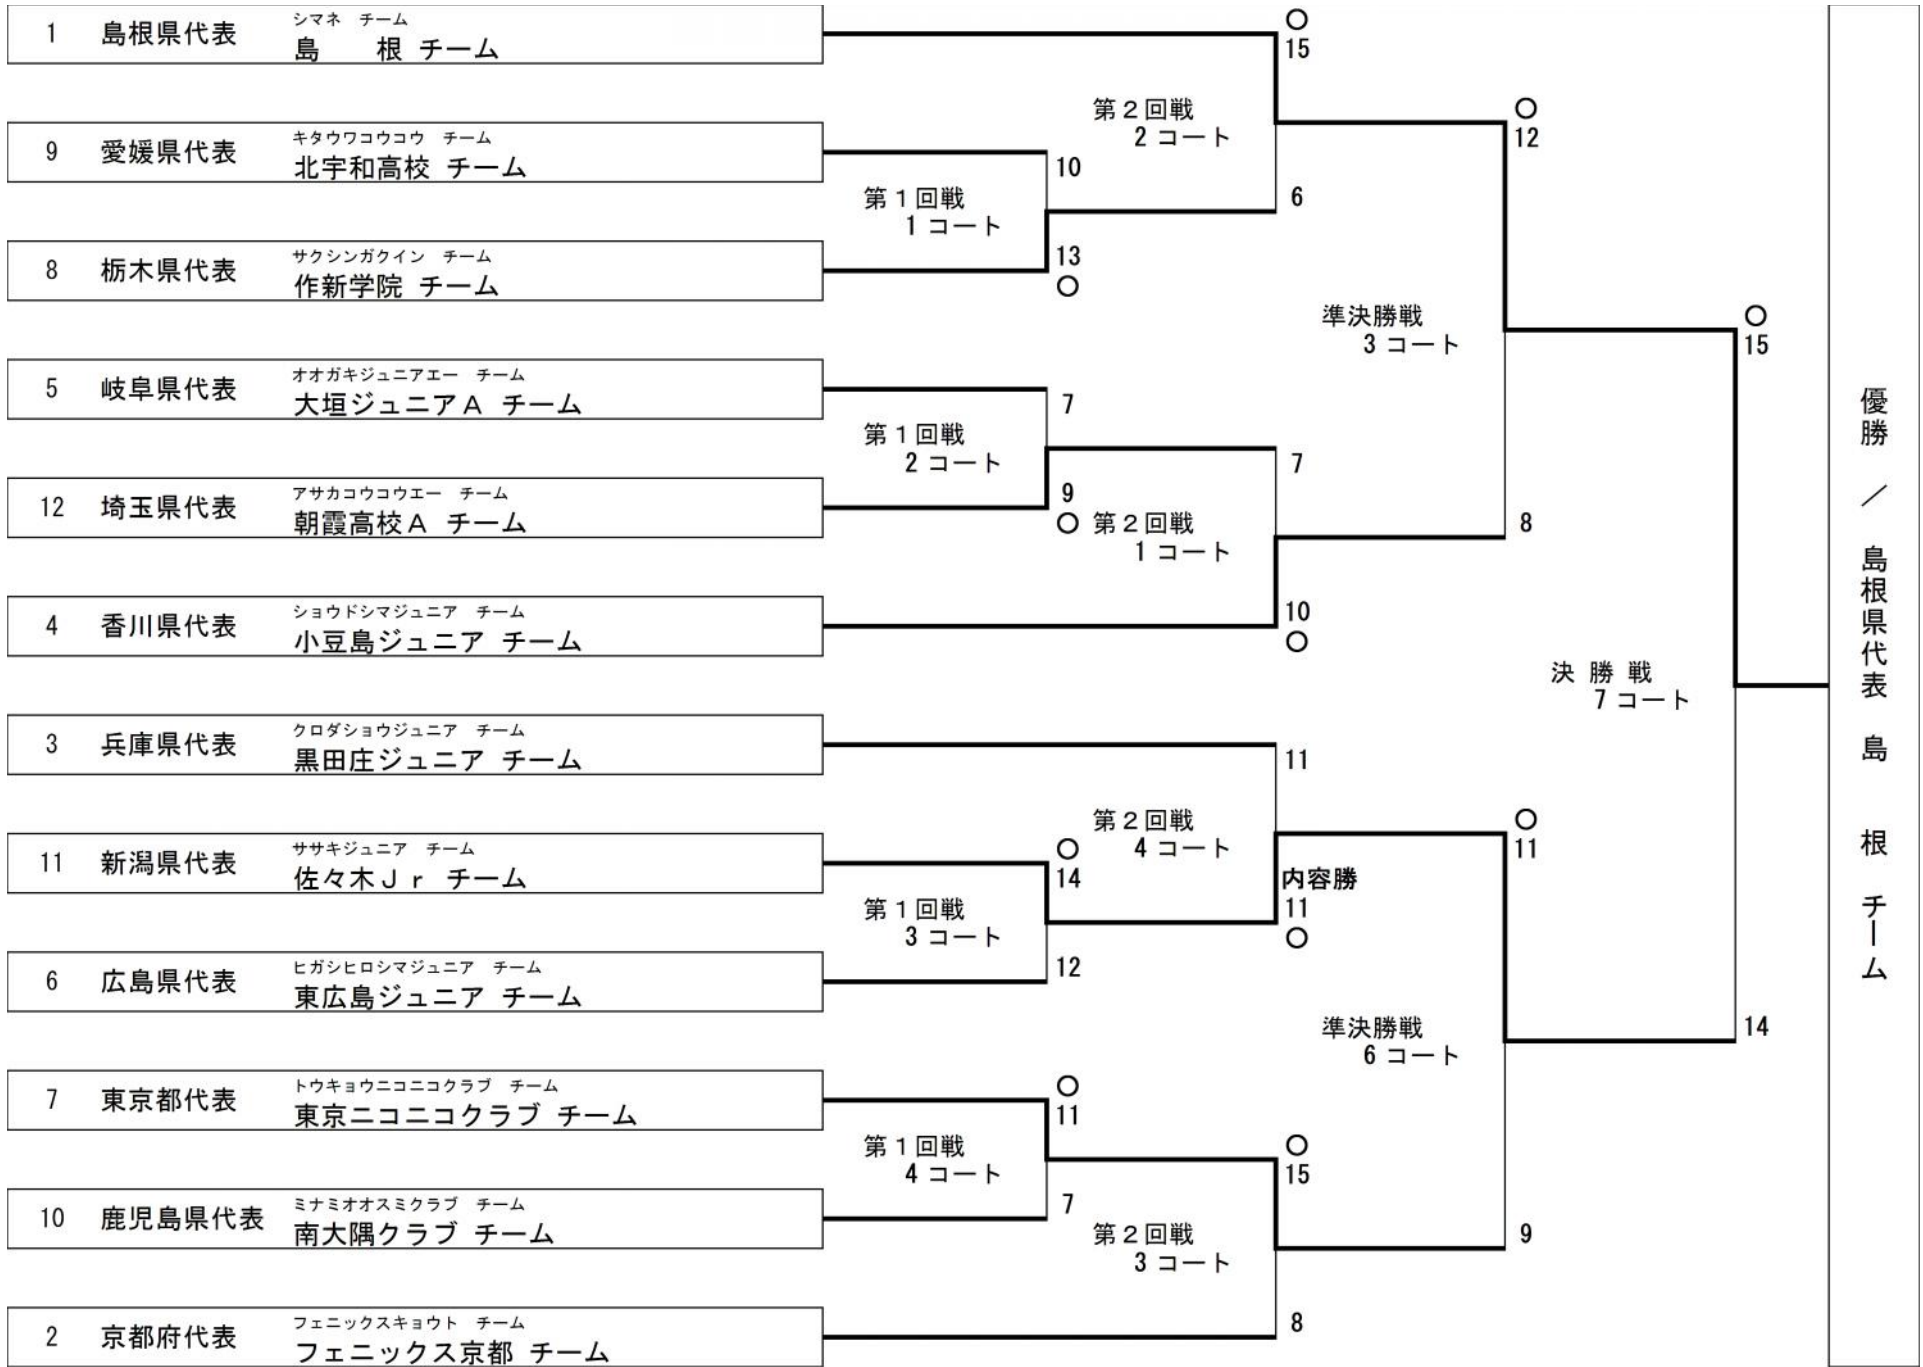 シマネ チーム
1 島根県代表 島　　根 チーム
キタウワコウコウ チーム
9 愛媛県代表 北宇和高校 チーム
サクシンガクイン チーム
8 栃木県代表 作新学院 チーム
オオガキジュニアエー チーム
5 岐阜県代表 大垣ジュニアＡ チーム
アサカコウコウエー チーム
12 埼玉県代表 朝霞高校Ａ チーム
ショウドシマジュニア チーム
4 香川県代表 小豆島ジュニア チーム
クロダショウジュニア チーム
3 兵庫県代表 黒田庄ジュニア チーム
ササキジュニア チーム
11 新潟県代表 佐々木Ｊｒ チーム
ヒガシヒロシマジュニア チーム
6 広島県代表 東広島ジュニア チーム
トウキョウニコニコクラブ チーム
7 東京都代表 東京ニコニコクラブ チーム
ミナミオオスミクラブ チーム
10 鹿児島県代表 南大隅クラブ チーム
フェニックスキョウト チーム
2 京都府代表 フェニックス京都 チーム
10
第１回戦
1 コート
13
○
7
第１回戦
2 コート
9
○
○
14
第１回戦
3 コート
12
○
11
第１回戦
4 コート
7
○
15
第２回戦
2 コート
6
7
第２回戦
1 コート
10
○
11
第２回戦
4 コート
内容勝
11
○
○
15
第２回戦
3 コート
8
○
12
準決勝戦
3 コート
8
○
11
準決勝戦
6 コート
9
○
15
決 勝 戦
7 コート
14
優勝 ／ 島根県代表 島　　根 チーム